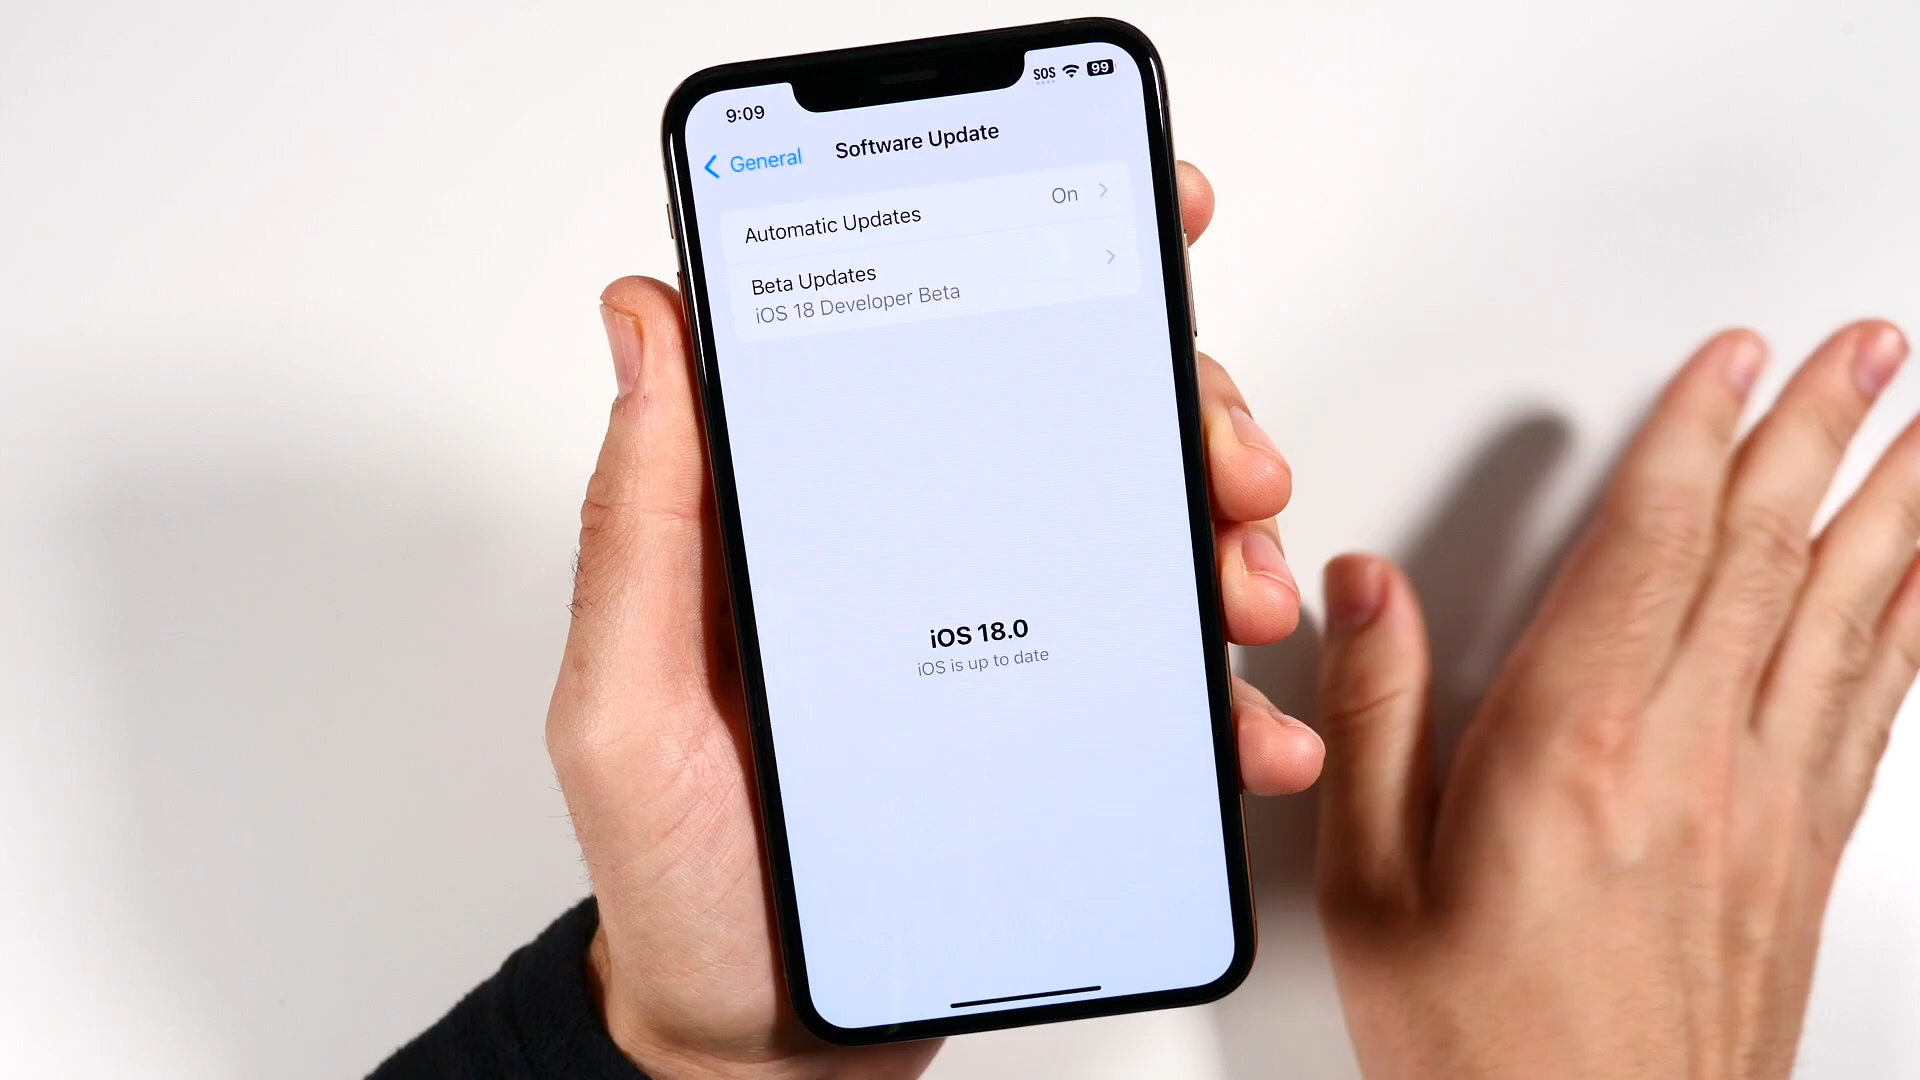 9:09
SOS 99
General
Software Update
Automatic Updates On
Beta Updates
iOS 18 Developer Beta
iOS 18.0
iOS is up to date